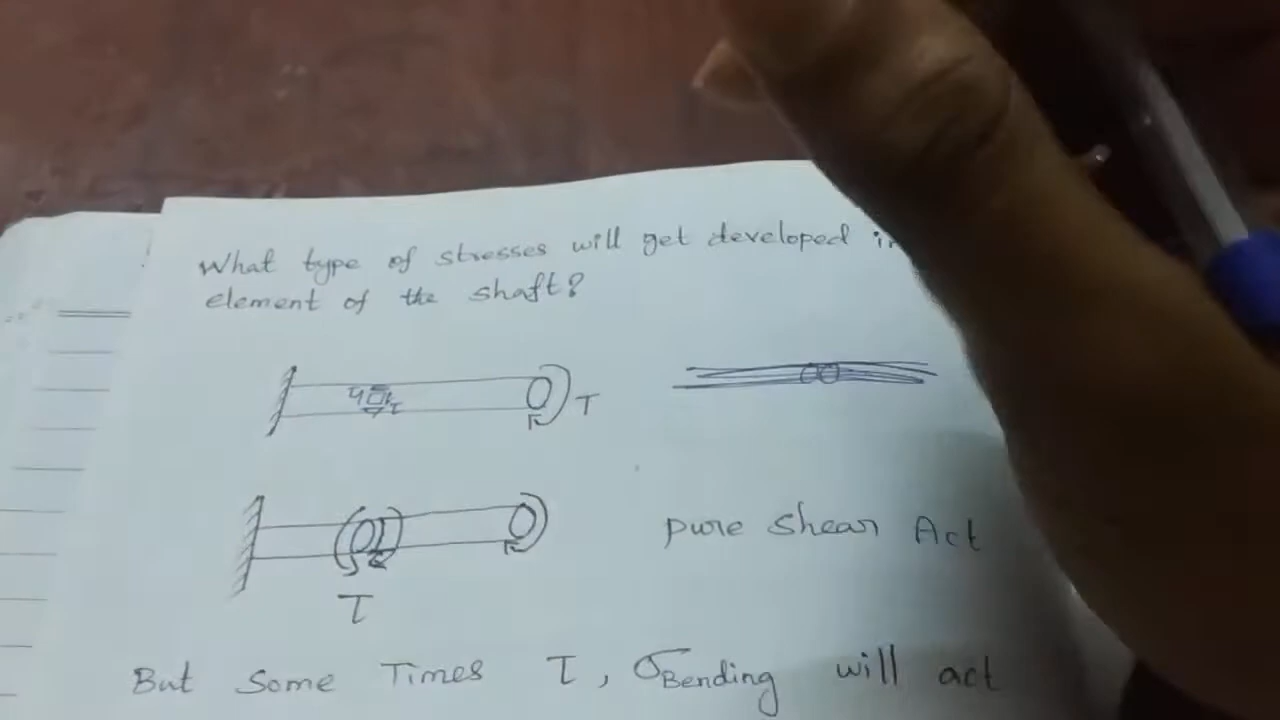 What type of stresses will get developed in
element of the shaft?
τ
T
pure shear Act
τ
But Some Times τ, σBending will act